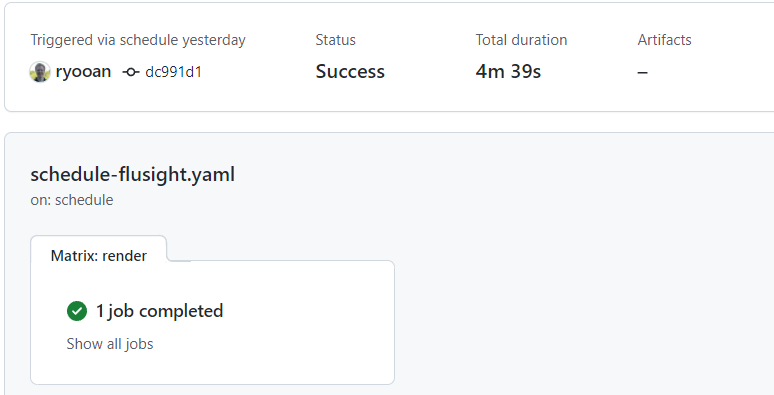 Triggered via schedule yesterday
Status
Total duration
Artifacts
ryooan dc991d1
Success
4m 39s
–
schedule-flusight.yaml
on: schedule
Matrix: render
1 job completed
Show all jobs